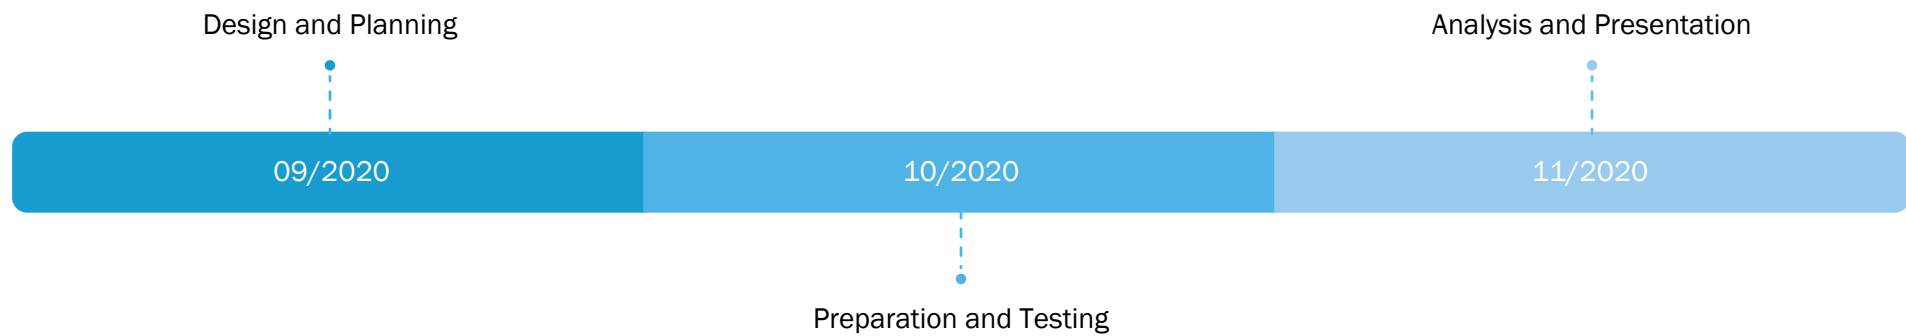 Design and Planning
Analysis and Presentation
09/2020
10/2020
11/2020
Preparation and Testing